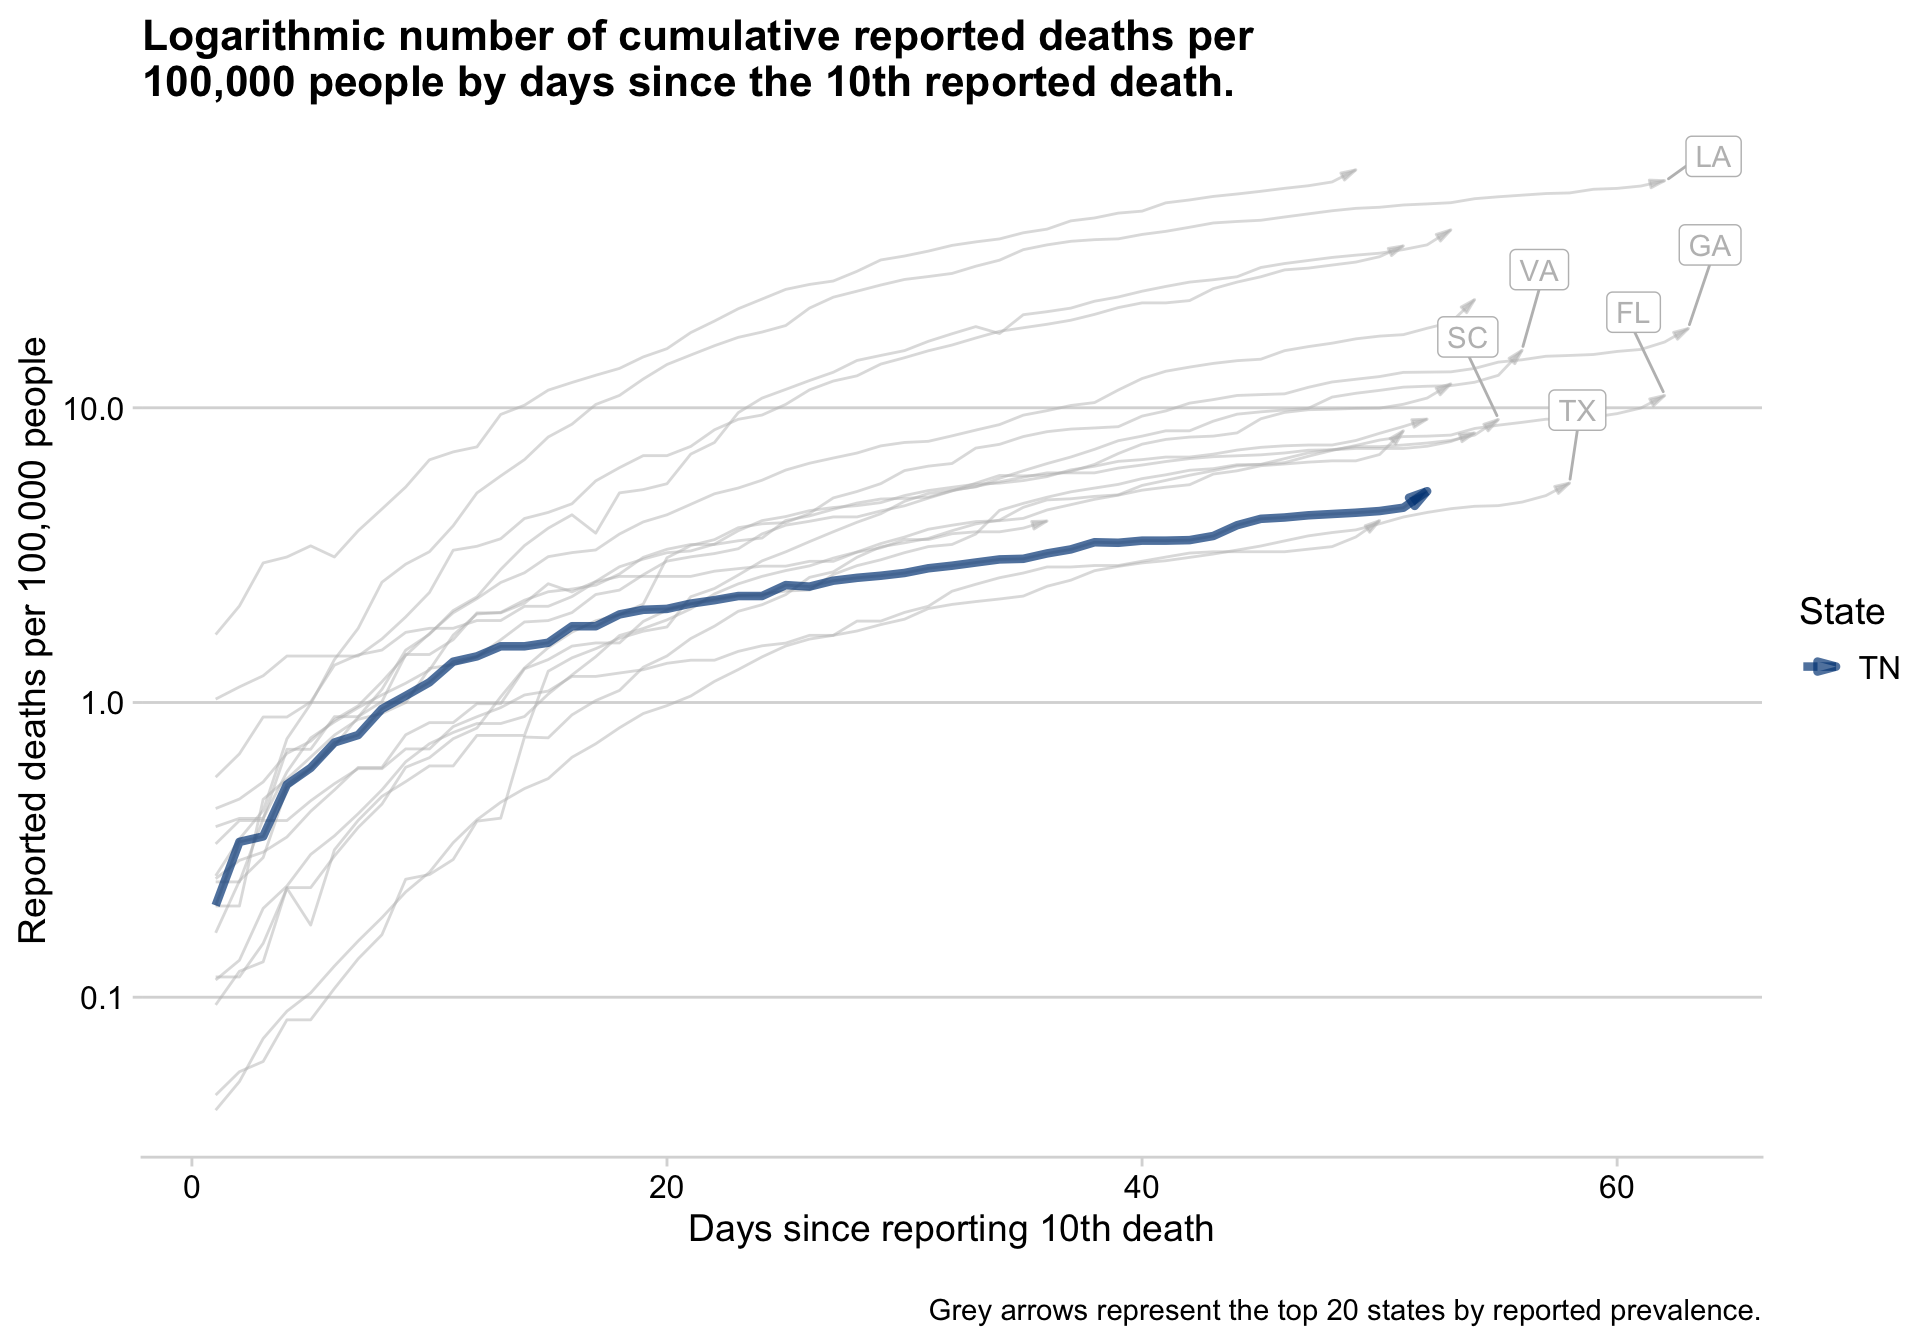 Logarithmic number of cumulative reported deaths per
100,000 people by days since the 10th reported death.
LA
GA
VA
FL
SC
TX
Reported deaths per 100,000 people
10.0
1.0
0.1
State
TN
0 20 40 60
Days since reporting 10th death
Grey arrows represent the top 20 states by reported prevalence.